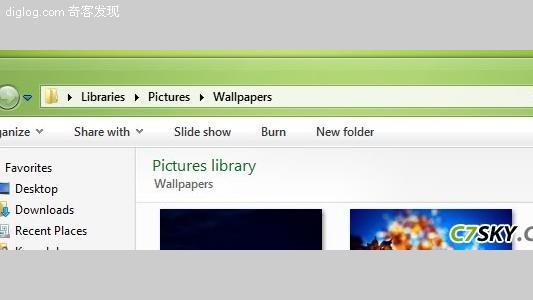 diglog.com 奇客发现
Libraries Pictures Wallpapers
Share with Slide show Burn New folder
Favorites
Pictures library
Desktop
Wallpapers
Downloads
Recent Places
C7SKY.